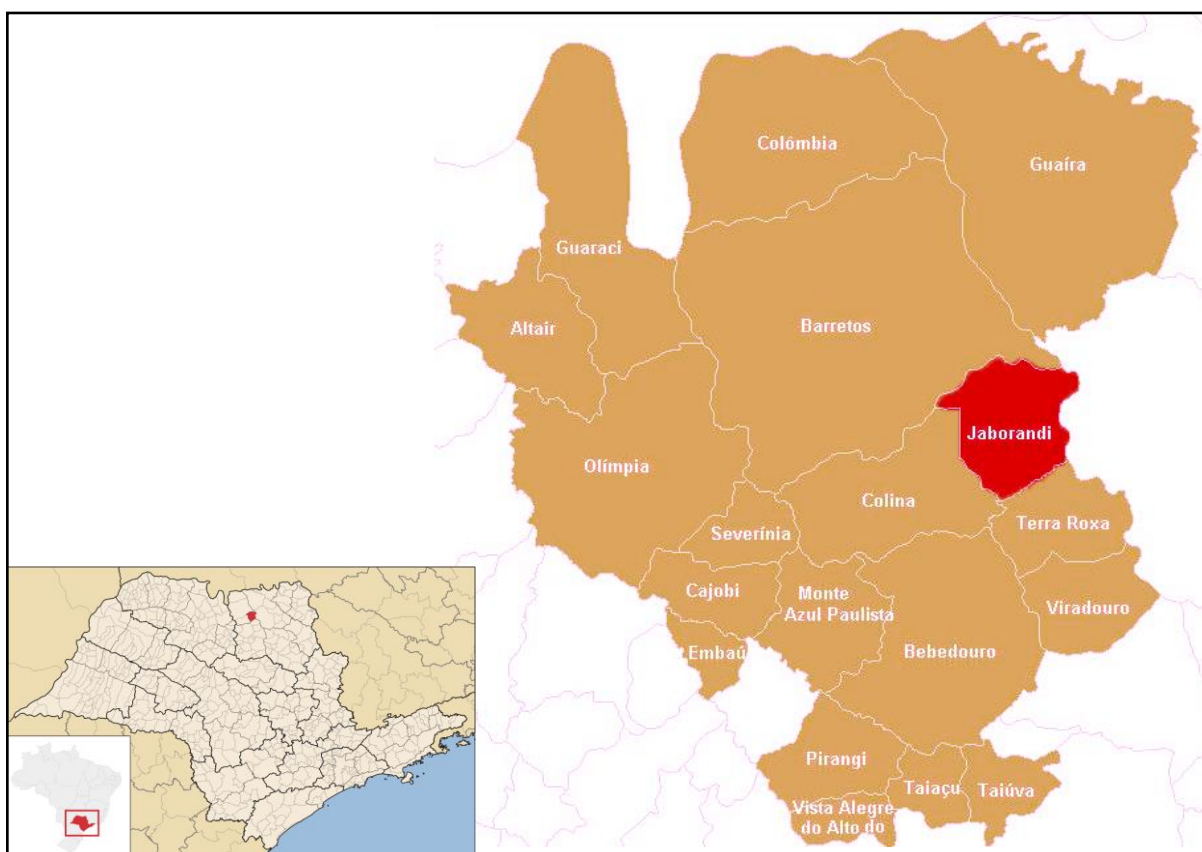 Colômbia
Guaíra
Guaraci
Altair
Barretos
Jaborandi
Olímpia
Colina
Severínia
Terra Roxa
Cajobi
Monte
Azul Paulista
Viradouro
Embaú
Bebedouro
Pirangi
Taiaçu
Taiúva
Vista Alegre
do Alto do